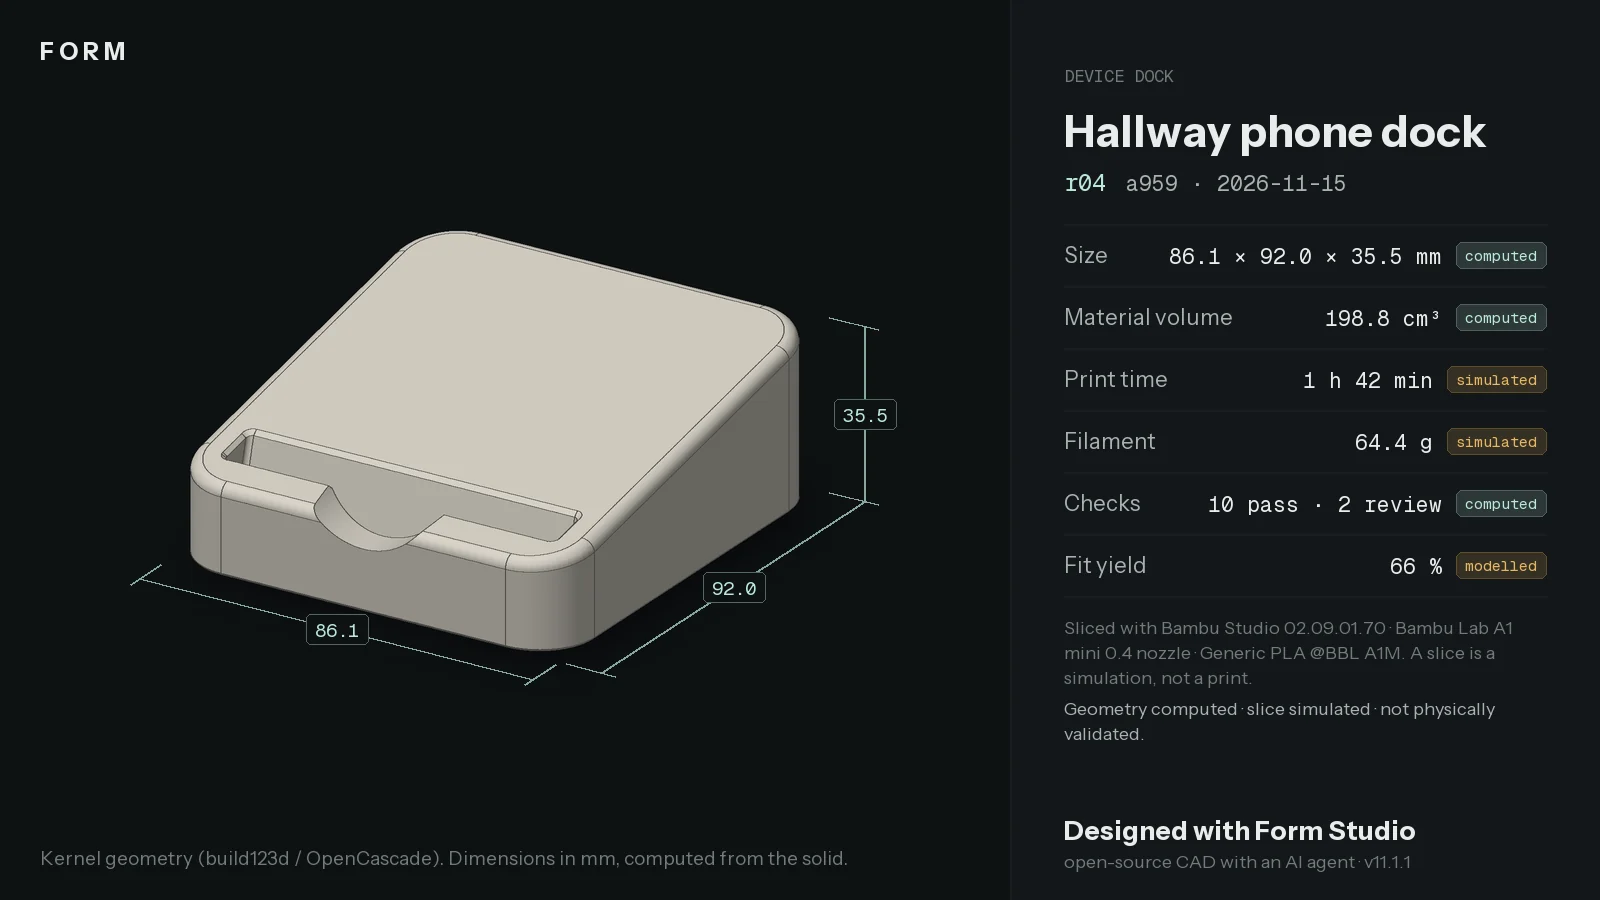 FORM
35.5
92.0
86.1
Kernel geometry (build123d / OpenCascade). Dimensions in mm, computed from the solid.
DEVICE DOCK
Hallway phone dock
r04 a959 · 2026-11-15
Size 86.1 × 92.0 × 35.5 mm computed
Material volume 198.8 cm³ computed
Print time 1 h 42 min simulated
Filament 64.4 g simulated
Checks 10 pass · 2 review computed
Fit yield 66 % modelled
Sliced with Bambu Studio 02.09.01.70 · Bambu Lab A1
mini 0.4 nozzle · Generic PLA @BBL A1M. A slice is a
simulation, not a print.
Geometry computed · slice simulated · not physically
validated.
Designed with Form Studio
open-source CAD with an AI agent · v11.1.1